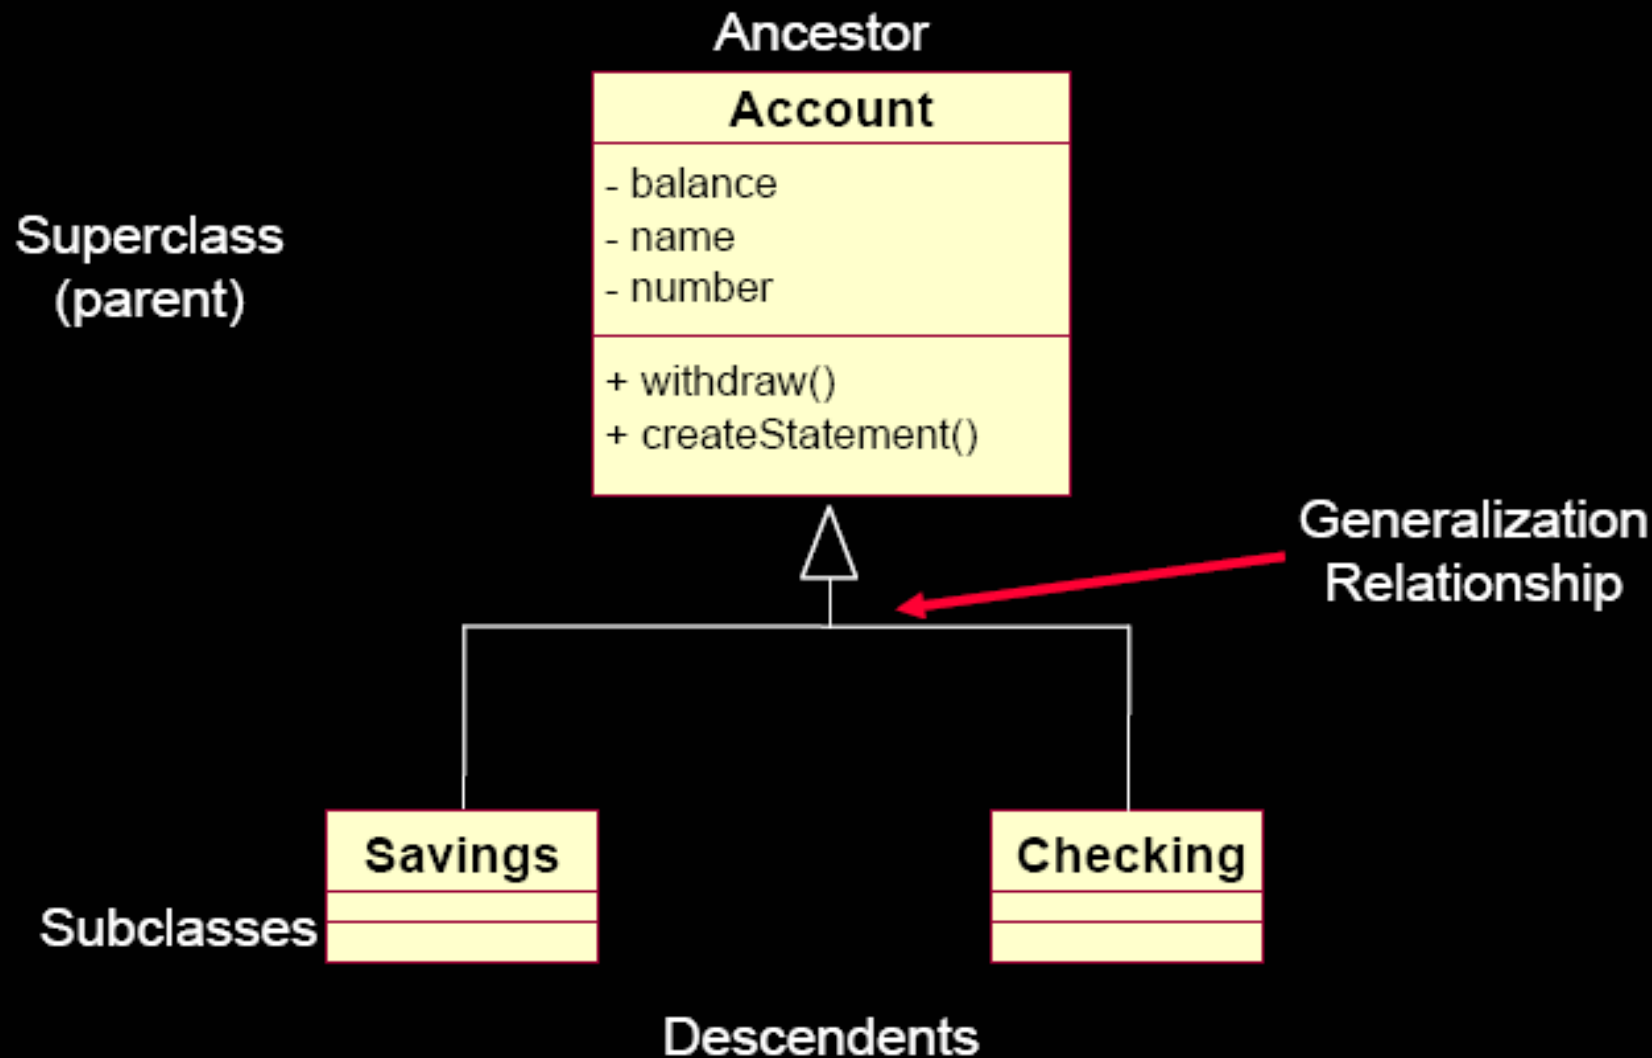 Ancestor
Account
- balance
- name
- number
+ withdraw()
+ createStatement()
Superclass
(parent)
Generalization
Relationship
Savings
Checking
Subclasses
Descendents